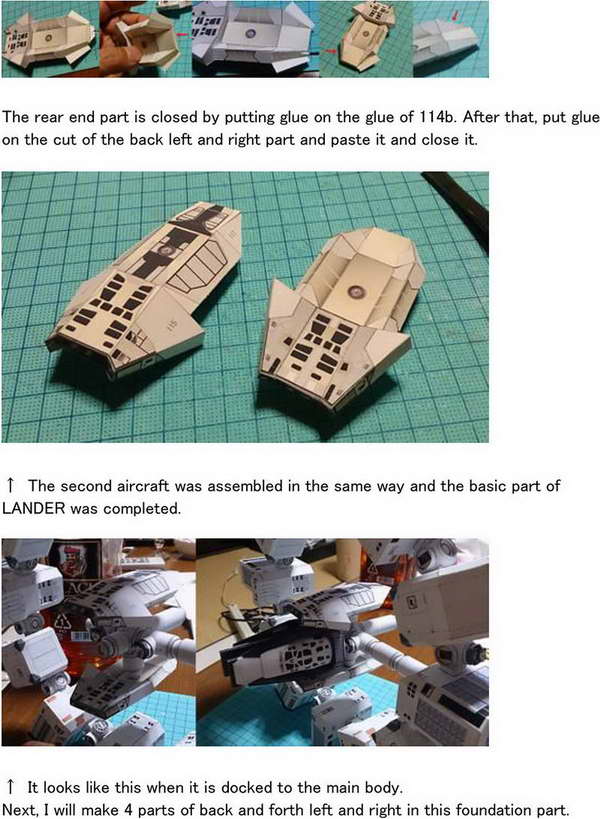 The rear end part is closed by putting glue on the glue of 114b. After that, put glue
on the cut of the back left and right part and paste it and close it.
115
↑ The second aircraft was assembled in the same way and the basic part of
LANDER was completed.
↑ It looks like this when it is docked to the main body.
Next, I will make 4 parts of back and forth left and right in this foundation part.